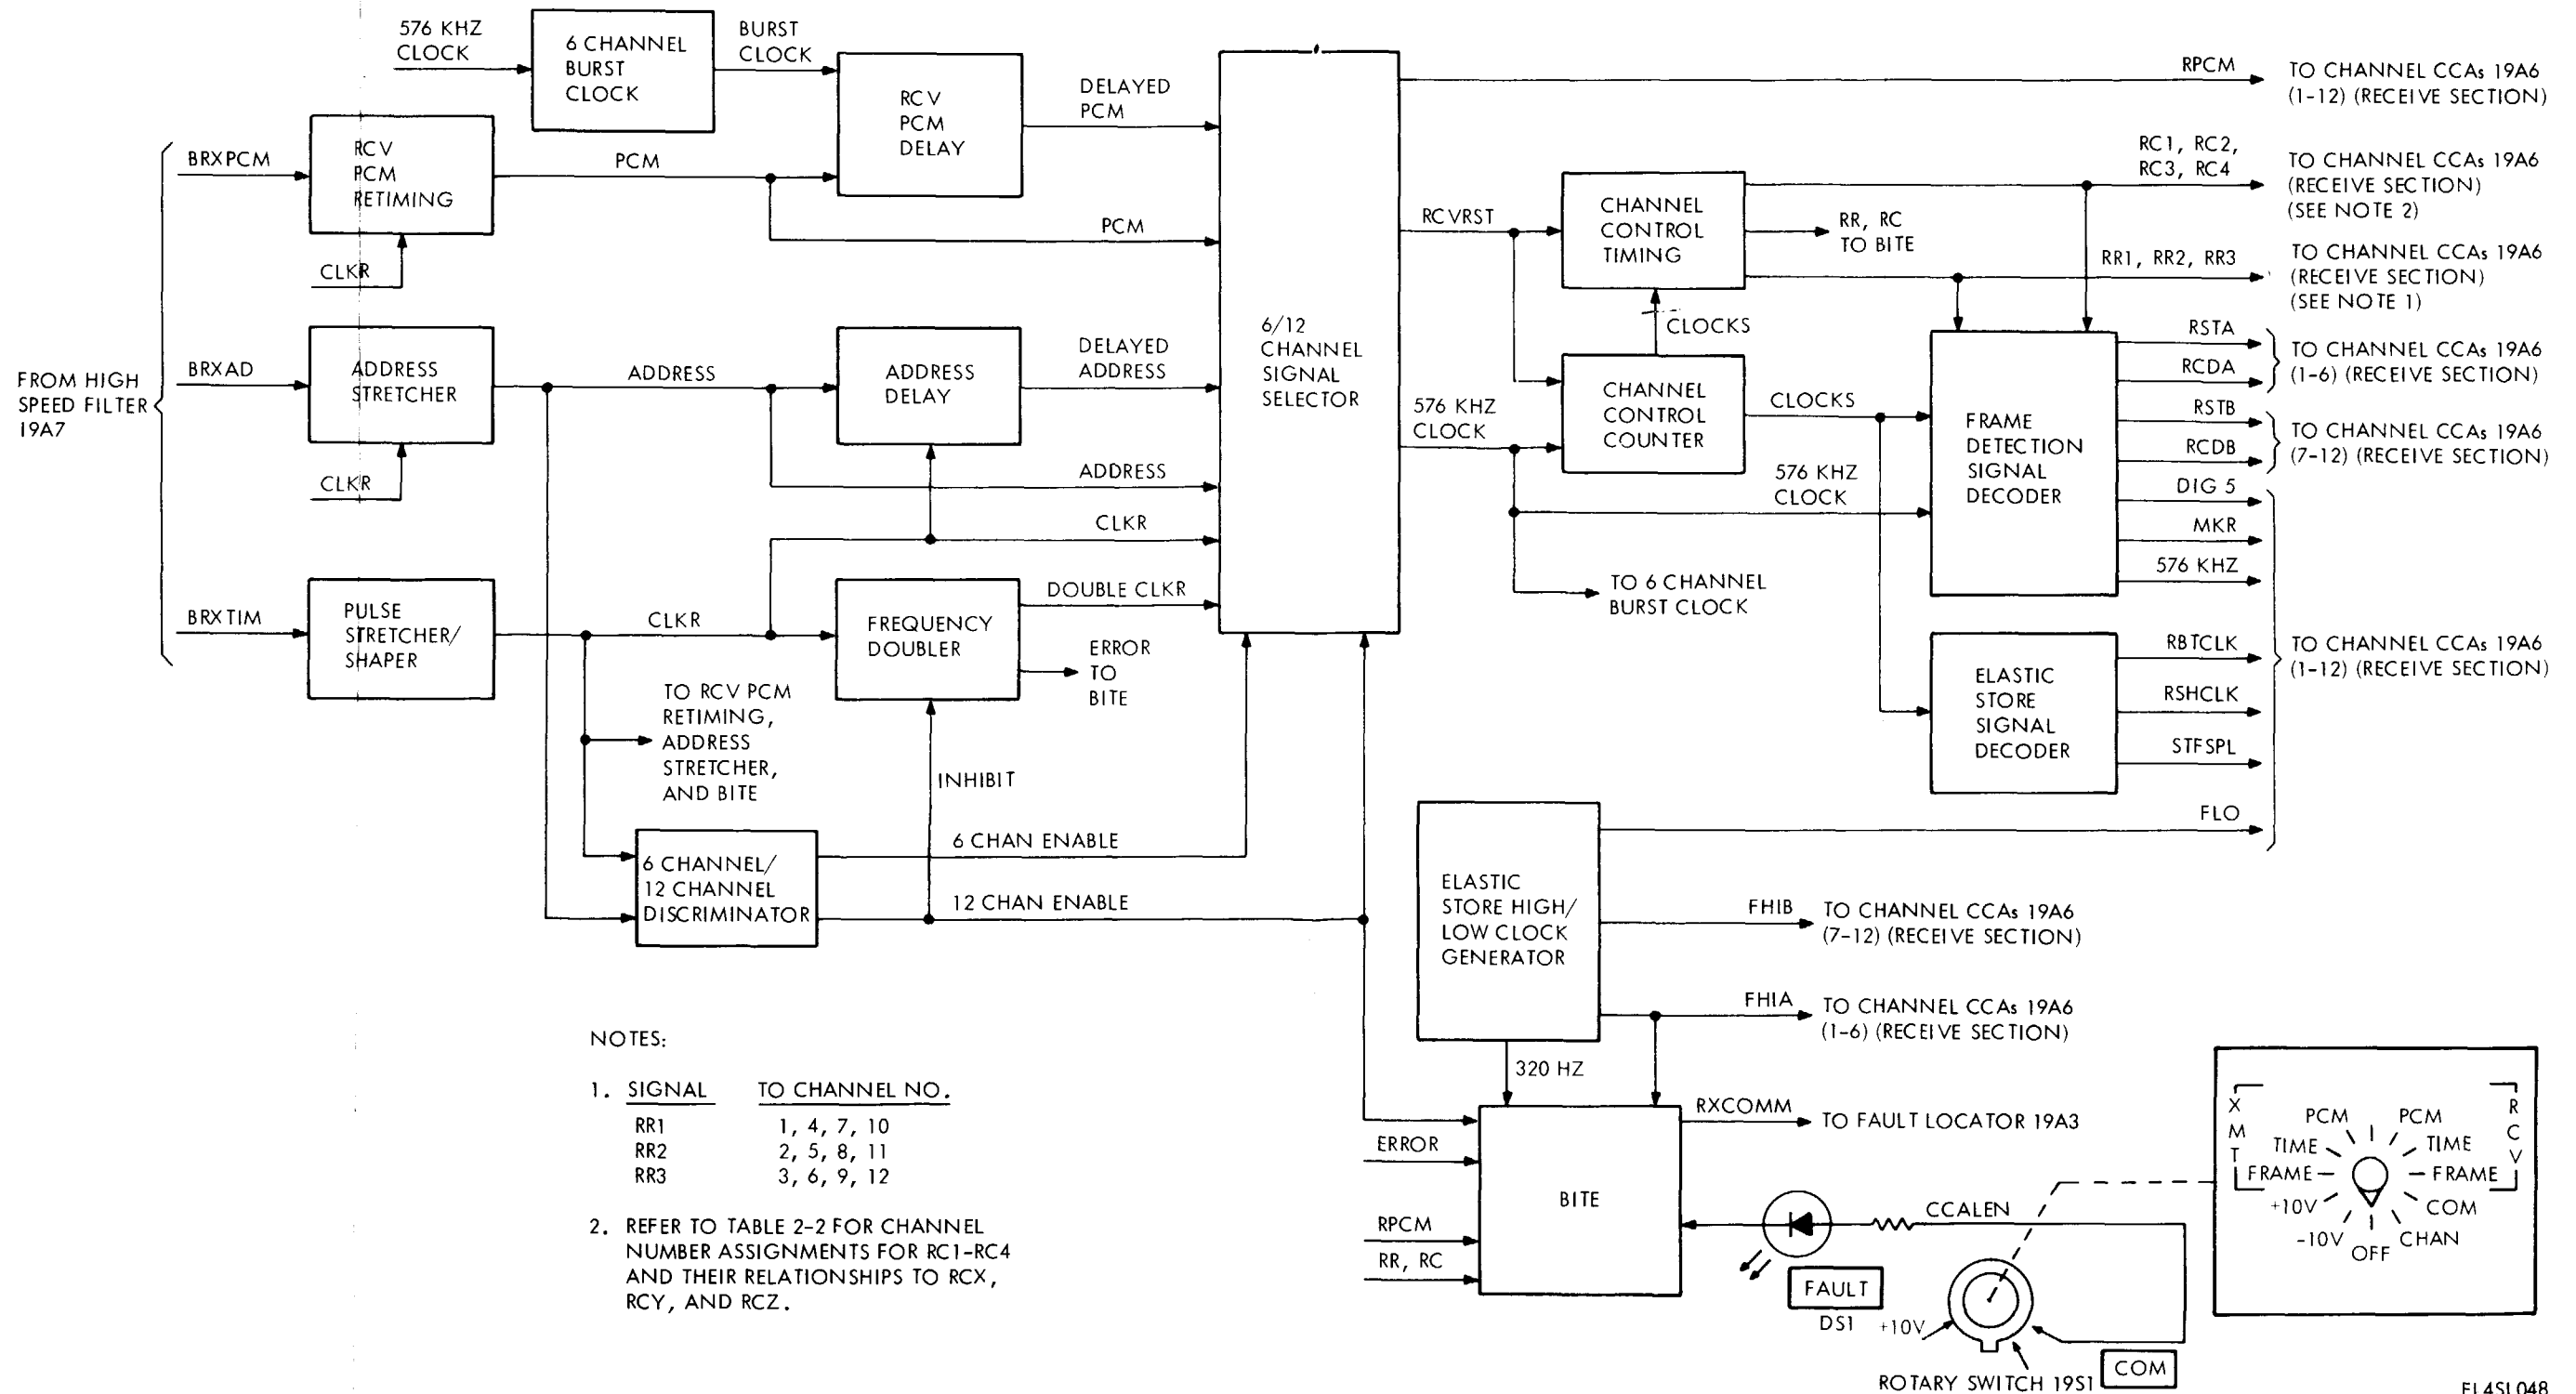 576 KHZ
CLOCK
6 CHANNEL
BURST
CLOCK
BURST
CLOCK
RCV
PCM
DELAY
DELAYED
PCM
BRXPCM
RCV
PCM
RETIMING
PCM
PCM
CLKR
FROM HIGH
SPEED FILTER
19A7
BRXAD
ADDRESS
STRETCHER
ADDRESS
ADDRESS
DELAY
DELAYED
ADDRESS
ADDRESS
CLKR
CLKR
BRXTIM
PULSE
STRETCHER/
SHAPER
CLKR
FREQUENCY
DOUBLER
DOUBLE CLKR
ERROR
TO
BITE
TO RCV PCM
RETIMING,
ADDRESS
STRETCHER,
AND BITE
INHIBIT
6 CHANNEL/
12 CHANNEL
DISCRIMINATOR
6 CHAN ENABLE
12 CHAN ENABLE
6/12
CHANNEL
SIGNAL
SELECTOR
RPCM
TO CHANNEL CCAs 19A6
(1-12) (RECEIVE SECTION)
RCVRST
CHANNEL
CONTROL
TIMING
RC1, RC2,
RC3, RC4
TO CHANNEL CCAs 19A6
(RECEIVE SECTION)
(SEE NOTE 2)
RR, RC
TO BITE
RR1, RR2, RR3
TO CHANNEL CCAs 19A6
(RECEIVE SECTION)
(SEE NOTE 1)
CLOCKS
576 KHZ
CLOCK
CHANNEL
CONTROL
COUNTER
CLOCKS
576 KHZ
CLOCK
TO 6 CHANNEL
BURST CLOCK
FRAME
DETECTION
SIGNAL
DECODER
RSTA
RCDA
TO CHANNEL CCAs 19A6
(1-6) (RECEIVE SECTION)
RSTB
RCDB
TO CHANNEL CCAs 19A6
(7-12) (RECEIVE SECTION)
DIG 5
MKR
576 KHZ
ELASTIC
STORE
SIGNAL
DECODER
RBTCLK
RSHCLK
STFSPL
TO CHANNEL CCAs 19A6
(1-12) (RECEIVE SECTION)
FLO
ELASTIC
STORE HIGH/
LOW CLOCK
GENERATOR
FHIB
TO CHANNEL CCAs 19A6
(7-12) (RECEIVE SECTION)
FHIA
TO CHANNEL CCAs 19A6
(1-6) (RECEIVE SECTION)
320 HZ
RXCOMM
TO FAULT LOCATOR 19A3
ERROR
BITE
RPCM
RR, RC
CCALEN
FAULT
DS1
+10V
ROTARY SWITCH 19S1
COM
XMT
RCV
PCM
PCM
TIME
TIME
FRAME
FRAME
+10V
COM
-10V
CHAN
OFF
NOTES:
1. SIGNAL TO CHANNEL NO.
RR1 1, 4, 7, 10
RR2 2, 5, 8, 11
RR3 3, 6, 9, 12
2. REFER TO TABLE 2-2 FOR CHANNEL
NUMBER ASSIGNMENTS FOR RC1-RC4
AND THEIR RELATIONSHIPS TO RCX,
RCY, AND RCZ.
EL4SL048